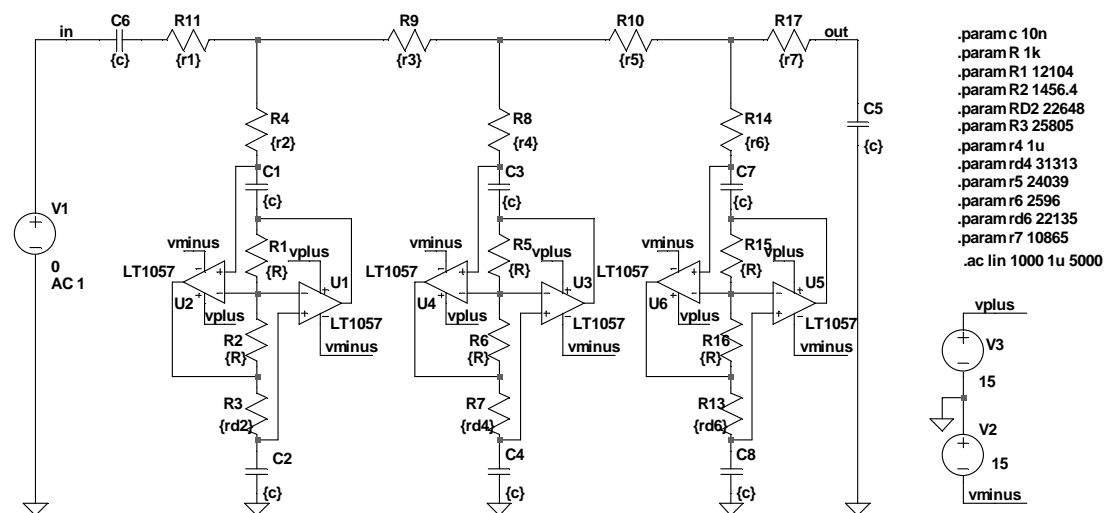 C6 R11 R9 R10 R17
in out
{c} {r1} {r3} {r5} {r7}
.param c 10n
.param R 1k
.param R1 12104
.param R2 1456.4
.param RD2 22648
.param R3 25805
.param r4 1u
.param rd4 31313
.param r5 24039
.param r6 2596
.param rd6 22135
.param r7 10865
.ac lin 1000 1u 5000
R4 R8 R14 C5
{r2} {r4} {r6} {c}
C1 C3 C7
{c} {c} {c}
V1
0
AC 1
R1 R5 R15
{R} {R} {R}
vminus vplus vminus vplus vminus vplus
LT1057 U1 LT1057 U3 LT1057 U5
U2 U4 U6
vplus LT1057 vplus LT1057 vplus LT1057
R2 R6 R16
{R} {R} {R}
vminus vminus vminus
R3 R7 R13
{rd2} {rd4} {rd6}
C2 C4 C8
{c} {c} {c}
vplus
V3
15
V2
15
vminus